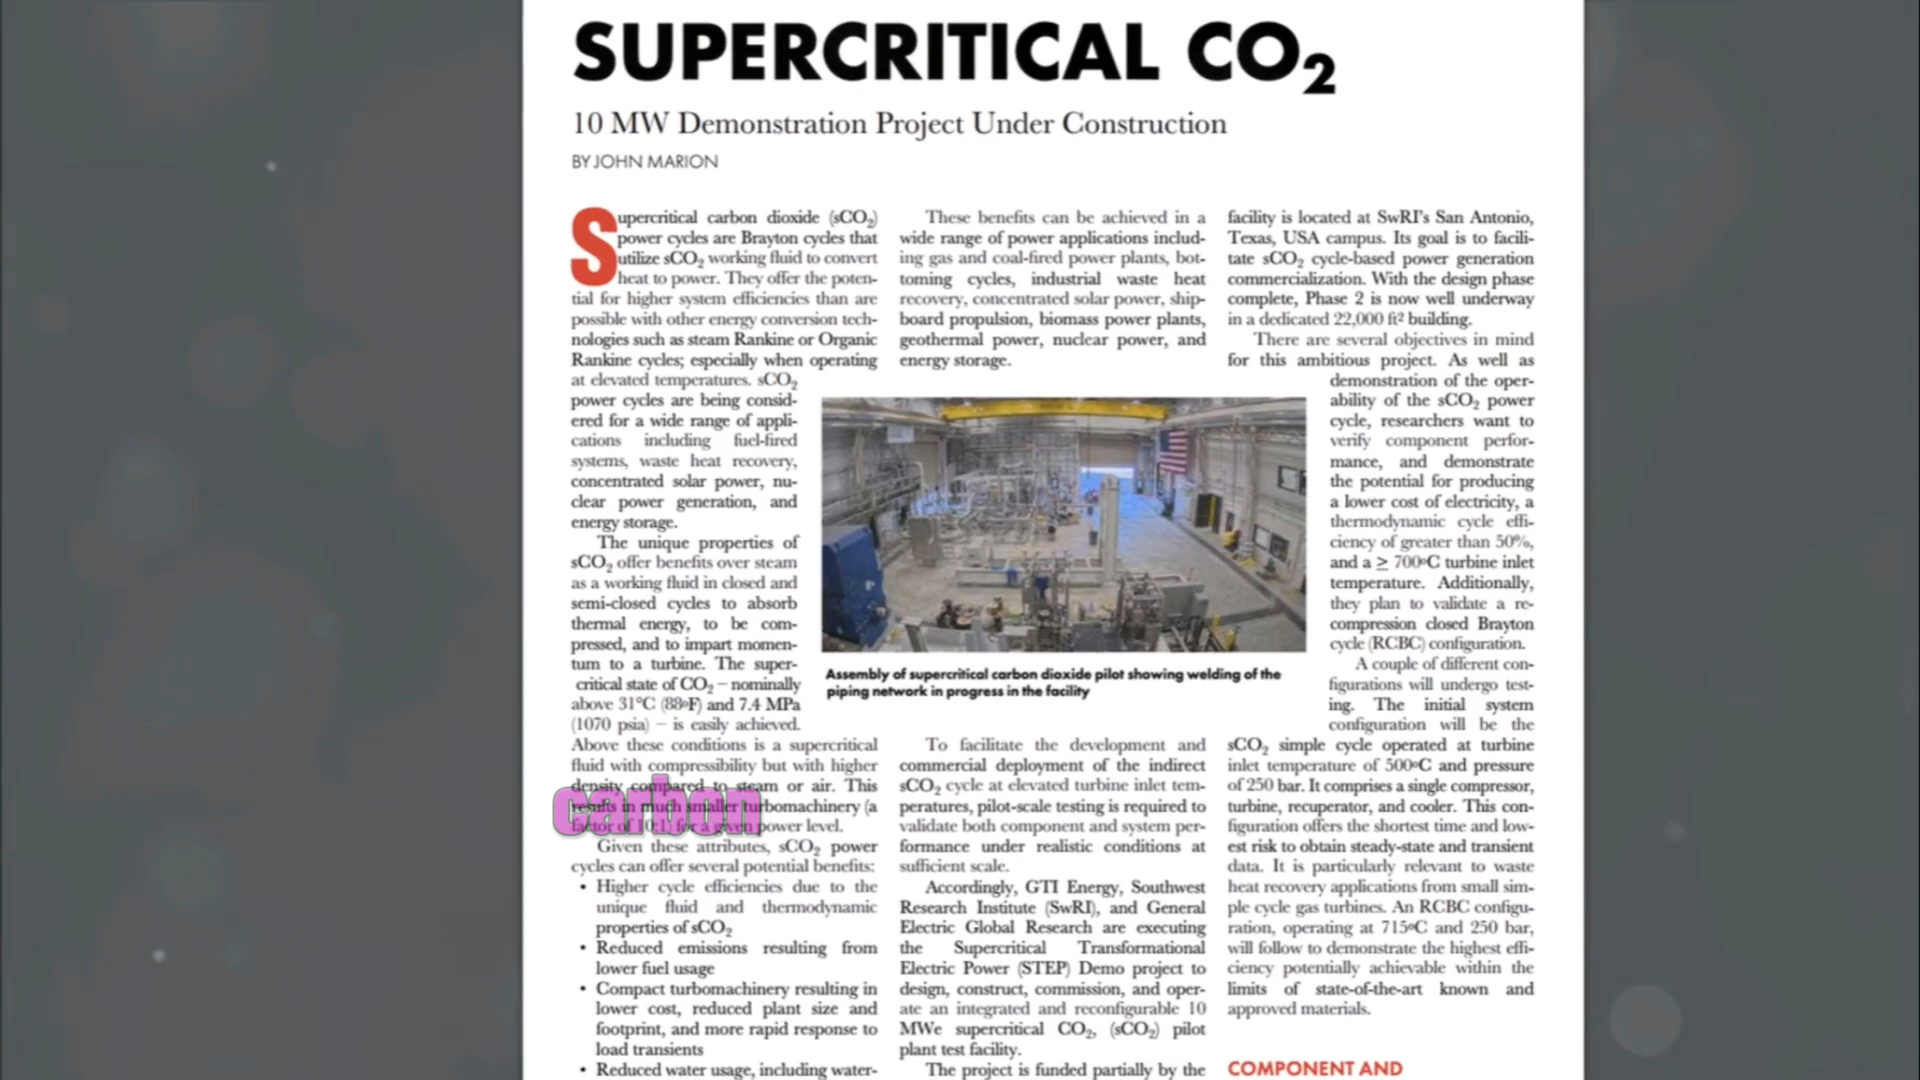 SUPERCRITICAL CO2
10 MW Demonstration Project Under Construction
BY JOHN MARION
Supercritical carbon dioxide (sCO2)
power cycles are Brayton cycles that
utilize sCO2 working fluid to convert
heat to power. They offer the poten-
tial for higher system efficiencies than are
possible with other energy conversion tech-
nologies such as steam Rankine or Organic
Rankine cycles; especially when operating
at elevated temperatures. sCO2
power cycles are being consid-
ered for a wide range of appli-
cations including fuel-fired
systems, waste heat recovery,
concentrated solar power, nu-
clear power generation, and
energy storage.
The unique properties of
sCO2 offer benefits over steam
as a working fluid in closed and
semi-closed cycles to absorb
thermal energy, to be com-
pressed, and to impart momen-
tum to a turbine. The super-
critical state of CO2 – nominally
above 31°C (88°F) and 7.4 MPa
(1070 psia) – is easily achieved.
Above these conditions is a supercritical
fluid with compressibility but with higher
density compared to steam or air. This
results in much smaller turbomachinery (a
factor of 10:1) for a given power level.
carbon
Given these attributes, sCO2 power
cycles can offer several potential benefits:
• Higher cycle efficiencies due to the
unique fluid and thermodynamic
properties of sCO2
• Reduced emissions resulting from
lower fuel usage
• Compact turbomachinery resulting in
lower cost, reduced plant size and
footprint, and more rapid response to
load transients
• Reduced water usage, including water-
These benefits can be achieved in a
wide range of power applications includ-
ing gas and coal-fired power plants, bot-
toming cycles, industrial waste heat
recovery, concentrated solar power, ship-
board propulsion, biomass power plants,
geothermal power, nuclear power, and
energy storage.
Assembly of supercritical carbon dioxide pilot showing welding of the
piping network in progress in the facility
To facilitate the development and
commercial deployment of the indirect
sCO2 cycle at elevated turbine inlet tem-
peratures, pilot-scale testing is required to
validate both component and system per-
formance under realistic conditions at
sufficient scale.
Accordingly, GTI Energy, Southwest
Research Institute (SwRI), and General
Electric Global Research are executing
the Supercritical Transformational
Electric Power (STEP) Demo project to
design, construct, commission, and oper-
ate an integrated and reconfigurable 10
MWe supercritical CO2, (sCO2) pilot
plant test facility.
The project is funded partially by the
facility is located at SwRI's San Antonio,
Texas, USA campus. Its goal is to facili-
tate sCO2 cycle-based power generation
commercialization. With the design phase
complete, Phase 2 is now well underway
in a dedicated 22,000 ft² building.
There are several objectives in mind
for this ambitious project. As well as
demonstration of the oper-
ability of the sCO2 power
cycle, researchers want to
verify component perfor-
mance, and demonstrate
the potential for producing
a lower cost of electricity, a
thermodynamic cycle effi-
ciency of greater than 50%,
and a ≥ 700°C turbine inlet
temperature. Additionally,
they plan to validate a re-
compression closed Brayton
cycle (RCBC) configuration.
A couple of different con-
figurations will undergo test-
ing. The initial system
configuration will be the
sCO2 simple cycle operated at turbine
inlet temperature of 500°C and pressure
of 250 bar. It comprises a single compressor,
turbine, recuperator, and cooler. This con-
figuration offers the shortest time and low-
est risk to obtain steady-state and transient
data. It is particularly relevant to waste
heat recovery applications from small sim-
ple cycle gas turbines. An RCBC configu-
ration, operating at 715°C and 250 bar,
will follow to demonstrate the highest effi-
ciency potentially achievable within the
limits of state-of-the-art known and
approved materials.
COMPONENT AND